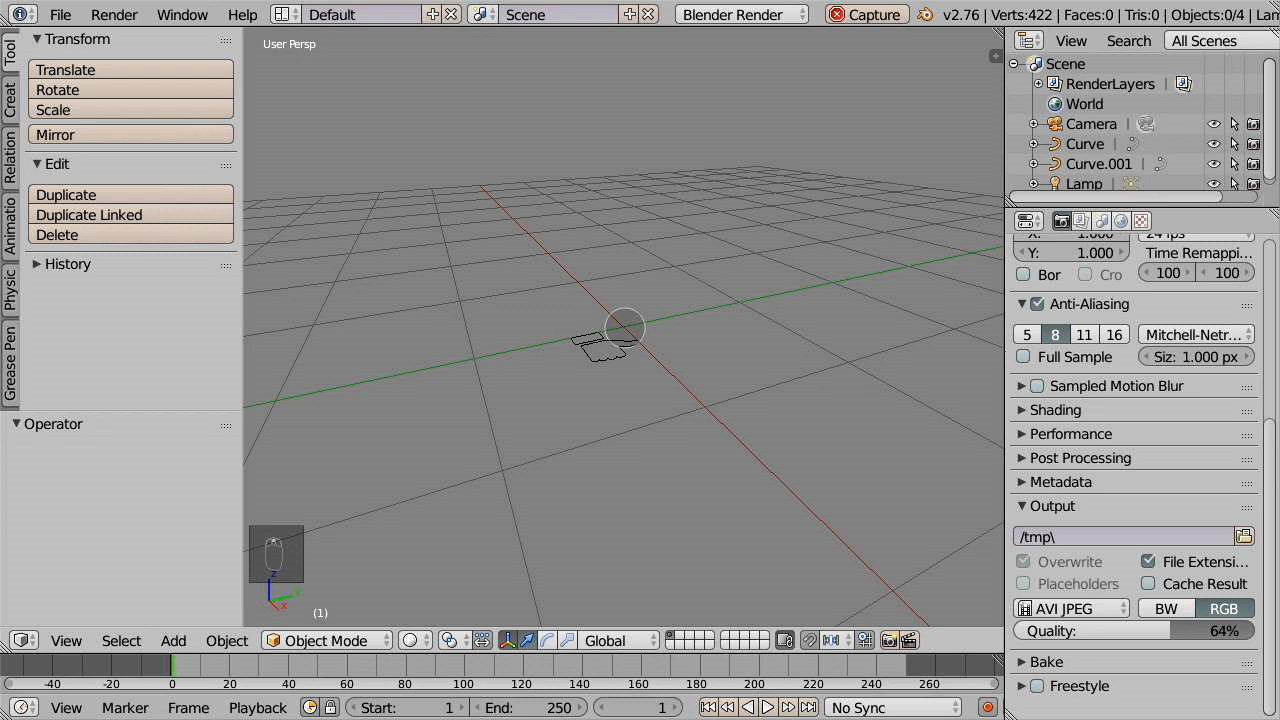 File Render Window Help Default Scene Blender Render Capture v2.76 | Verts:422 | Faces:0 | Tris:0 | Objects:0/4 | Lar
Tool
Creat
Relation
Animatio
Physic
Grease Pen
Transform
Translate
Rotate
Scale
Mirror
Edit
Duplicate
Duplicate Linked
Delete
History
Operator
User Persp
(1)
View Select Add Object Object Mode Global
-40 -20 0 20 40 60 80 100 120 140 160 180 200 220 240 260
View Marker Frame Playback Start: 1 End: 250 1 No Sync
View Search All Scenes
Scene
RenderLayers
World
Camera
Curve
Curve.001
Lamp
X: 1.000 24 fps
Y: 1.000 Time Remappi...
Bor Cro 100 100
Anti-Aliasing
5 8 11 16 Mitchell-Netr...
Full Sample Siz: 1.000 px
Sampled Motion Blur
Shading
Performance
Post Processing
Metadata
Output
/tmp\
Overwrite File Extensi...
Placeholders Cache Result
AVI JPEG BW RGB
Quality: 64%
Bake
Freestyle